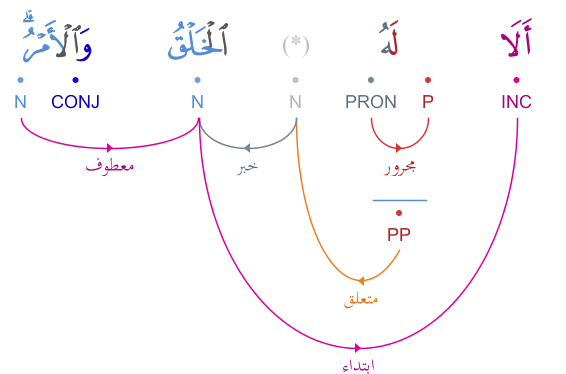 أَلَا لَهُ (*) ٱلْخَلْقُ وَٱلْأَمْرُ ۗ
INC P PRON N N CONJ N
معطوف خبر مجرور
PP
متعلق
ابتداء